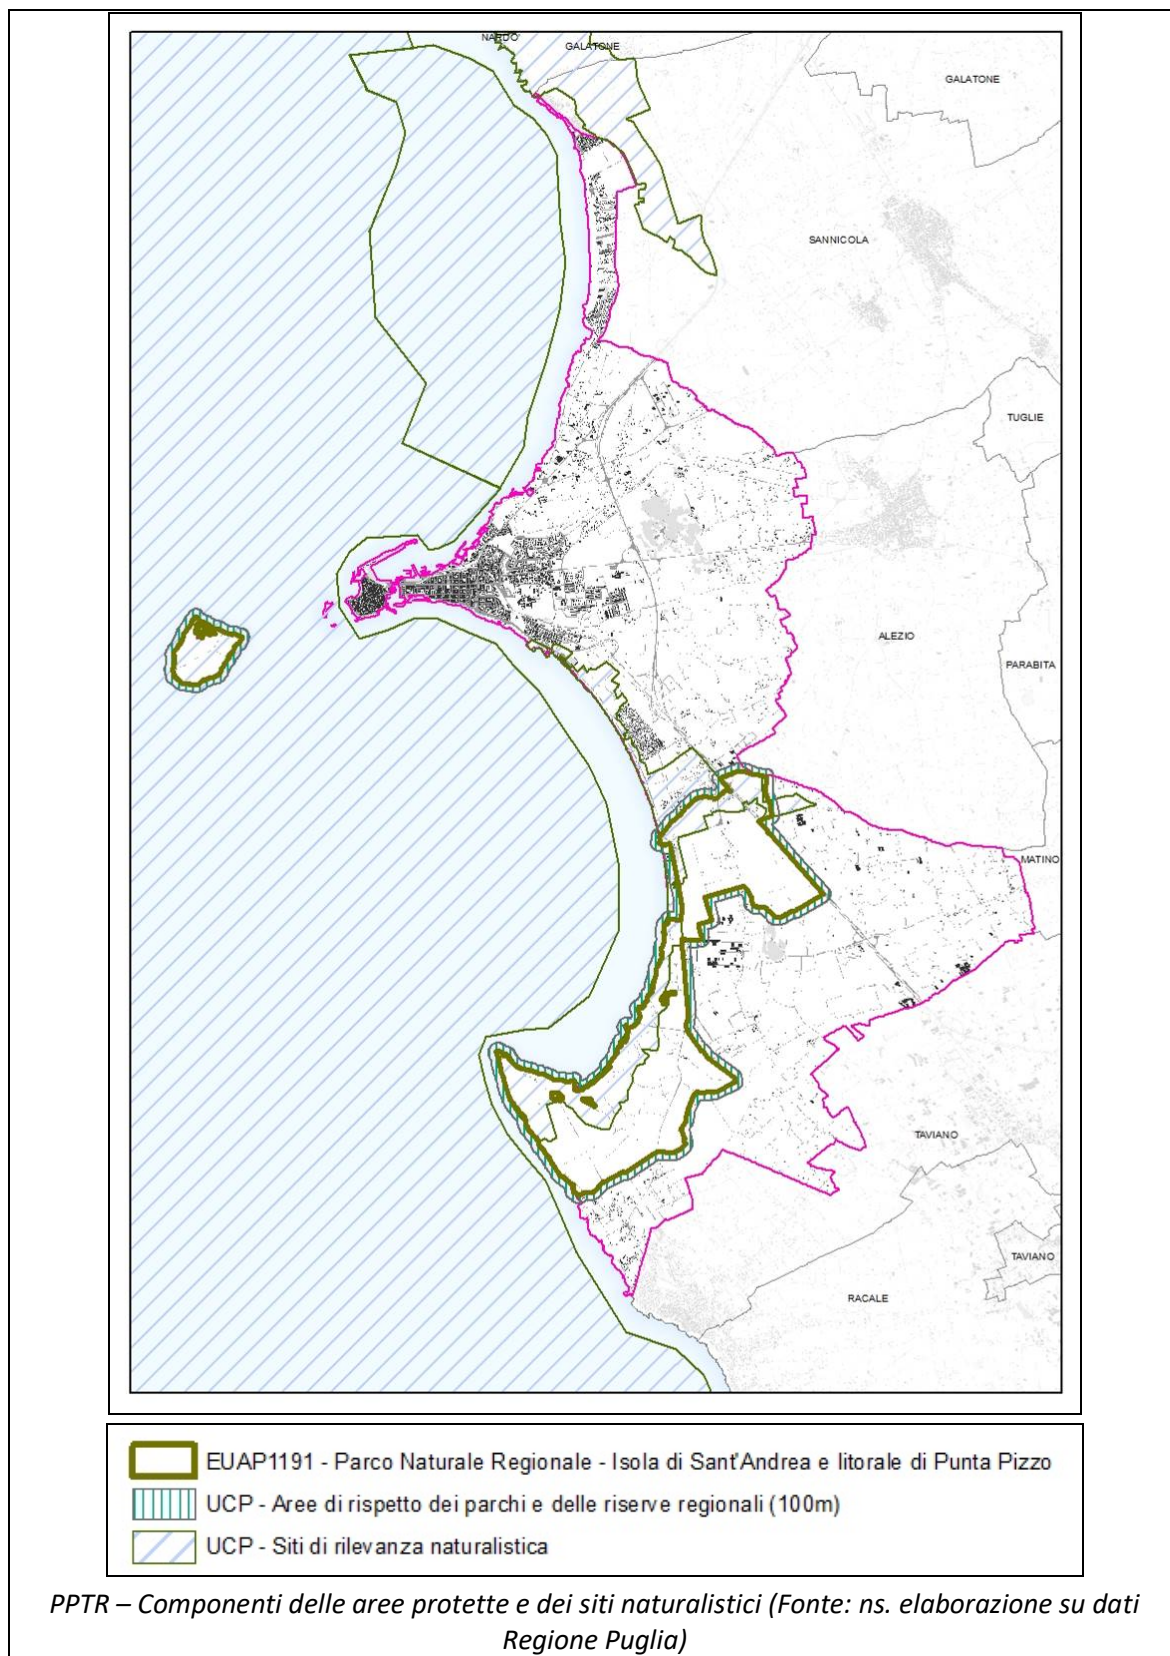 NARDO'
GALATONE
GALATONE
SANNICOLA
TUGLIE
ALEZIO
PARABITA
MATINO
TAVIANO
TAVIANO
RACALE
EUAP1191 - Parco Naturale Regionale - Isola di Sant'Andrea e litorale di Punta Pizzo
UCP - Aree di rispetto dei parchi e delle riserve regionali (100m)
UCP - Siti di rilevanza naturalistica
PPTR – Componenti delle aree protette e dei siti naturalistici (Fonte: ns. elaborazione su dati
Regione Puglia)